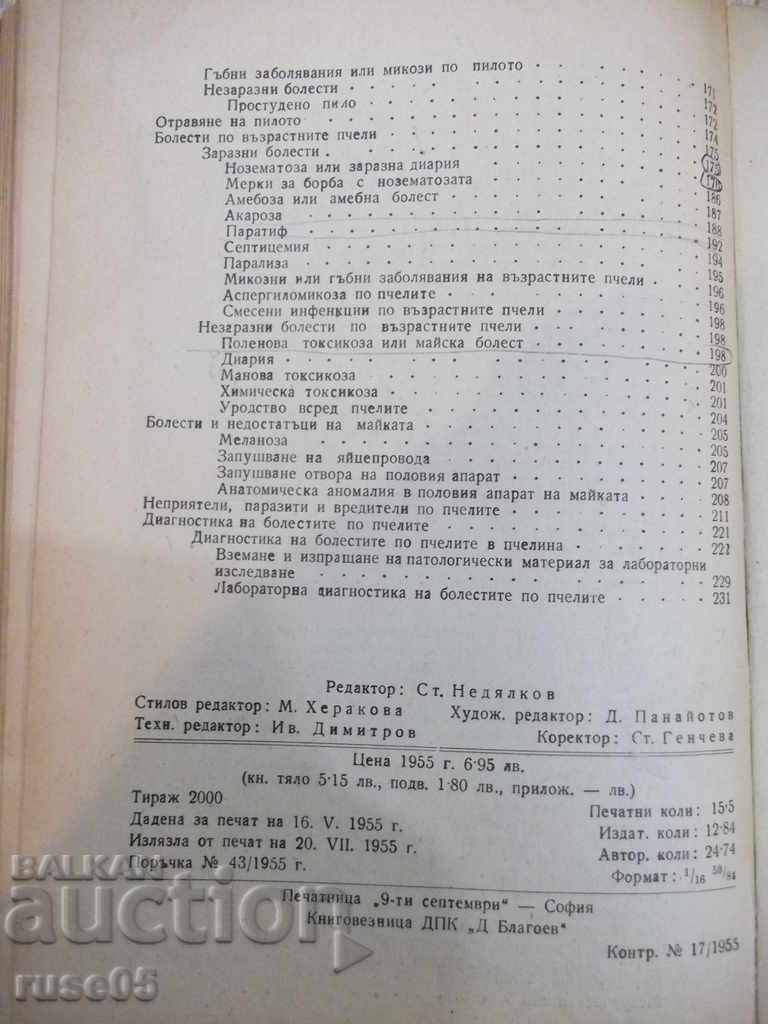 Гъбни заболявания или микози по пилото . . . . . 171
Незаразни болести . . . . . 172
Простудено пило . . . . . 172
Отравяне на пилото . . . . . 174
Болести по възрастните пчели . . . . . 175
Заразни болести . . . . . 175
Нозематоза или заразна диария . . . . . 176
Мерки за борба с нозематозата . . . . . 186
Амебоза или амебна болест . . . . . 187
Акароза . . . . . 188
Паратиф . . . . . 192
Септицемия . . . . . 194
Парализа . . . . . 195
Микозни или гъбни заболявания на възрастните пчели . . 196
Аспергиломикоза по пчелите . . . . . 196
Смесени инфенкции по възрастните пчели . . . . . 198
Незаразни болести по възрастните пчели . . . . . 198
Поленова токсикоза или майска болест . . . . . 198
Диария . . . . . 200
Манова токсикоза . . . . . 201
Химическа токсикоза . . . . . 201
Уродство всред пчелите . . . . . 204
Болести и недостатъци на майката . . . . . 205
Меланоза . . . . . 205
Запушване на яйцепровода . . . . . 207
Запушване отвора на половия апарат . . . . . 207
Анатомическа аномалия в половия апарат на майката . . . 208
Неприятели, паразити и вредители по пчелите . . . . . 211
Диагностика на болестите по пчелите . . . . . 221
Диагностика на болестите по пчелите в пчелина . . . . . 221
Вземане и изпращане на патологически материал за лабораторни
изследване . . . . . 229
Лабораторна диагностика на болестите по пчелите . . . . . 231
Редактор: Ст. Недялков
Стилов редактор: М. Херакова Худож. редактор: Д. Панайотов
Техн. редактор: Ив. Димитров Коректор: Ст. Генчева
Цена 1955 г. 6·95 лв.
(кн. тяло 5·15 лв., подв. 1·80 лв., прилож. — лв.)
Тираж 2000 Печатни коли: 15·5
Дадена за печат на 16. V. 1955 г. Издат. коли: 12·84
Излязла от печат на 20. VII. 1955 г. Автор. коли: 24·74
Поръчка № 43/1955 г. Формат: 1/16 59/84
Печатница „9-ти септември“ — София
Книговезница ДПК „Д Благоев“
Контр. № 17/1955
BALKAN
auction
ruse05